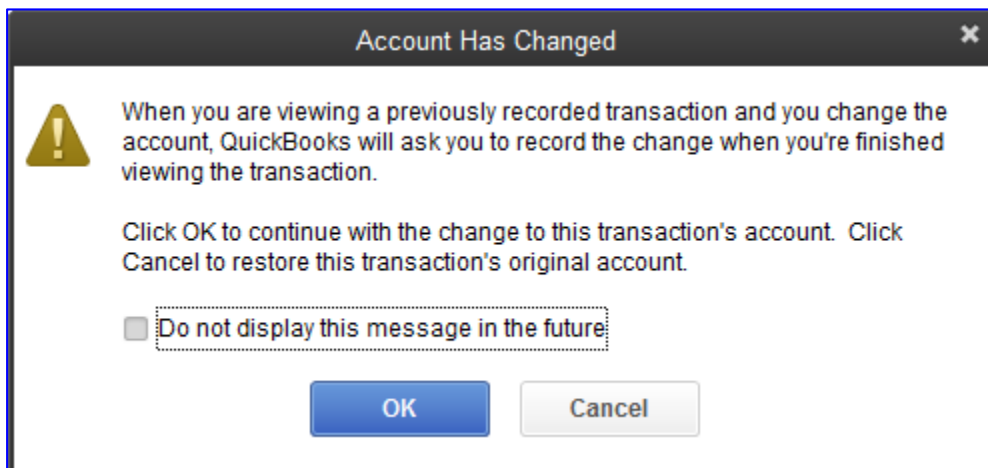 Account Has Changed
When you are viewing a previously recorded transaction and you change the
account, QuickBooks will ask you to record the change when you're finished
viewing the transaction.
Click OK to continue with the change to this transaction's account.  Click
Cancel to restore this transaction's original account.
Do not display this message in the future
OK
Cancel